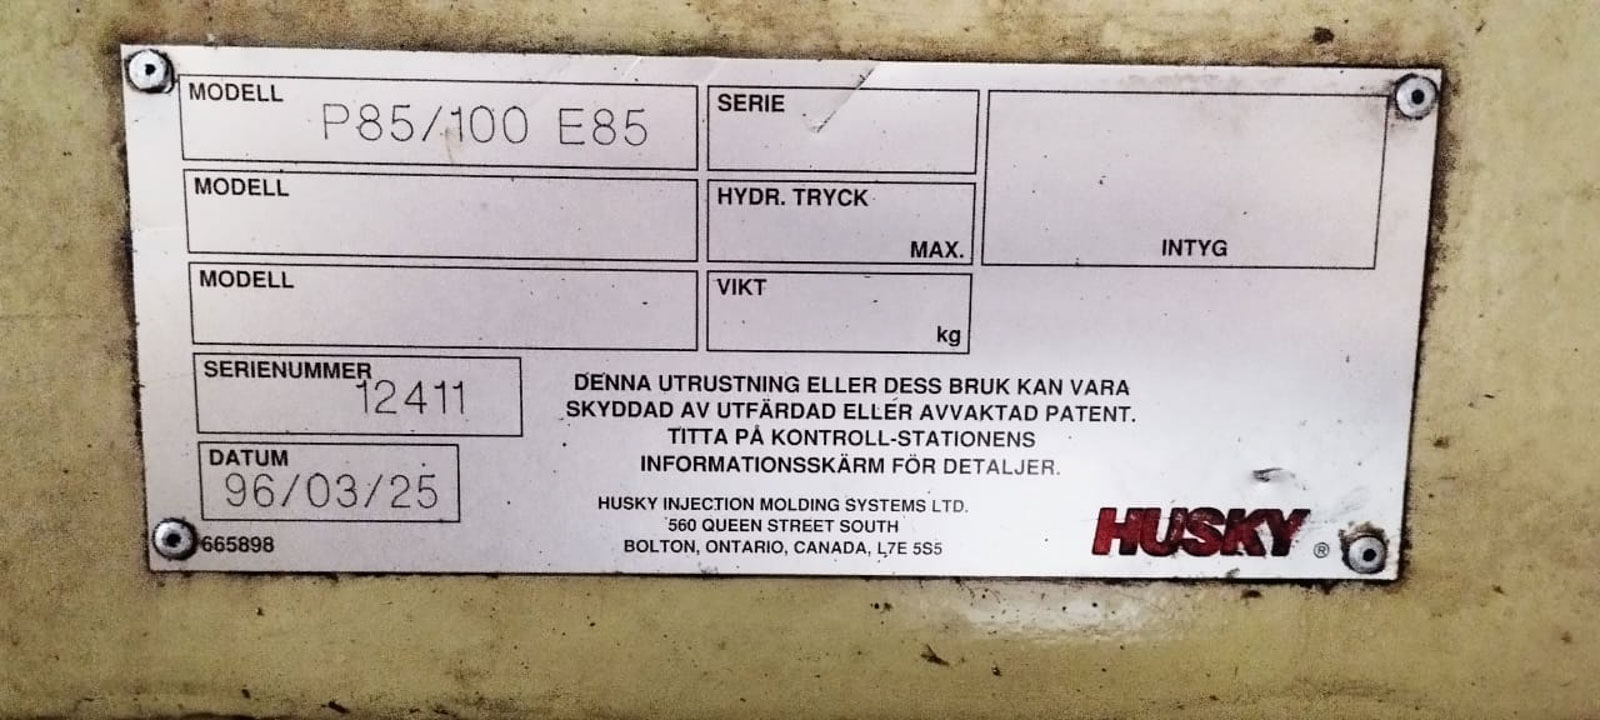 MODELL
P85/100 E85
SERIE
MODELL
HYDR. TRYCK
MAX.
INTYG
MODELL
VIKT
kg
SERIENUMMER
12411
DATUM
96/03/25
665898
DENNA UTRUSTNING ELLER DESS BRUK KAN VARA
SKYDDAD AV UTFÄRDAD ELLER AVVAKTAD PATENT.
TITTA PÅ KONTROLL-STATIONENS
INFORMATIONSSKÄRM FÖR DETALJER.
HUSKY INJECTION MOLDING SYSTEMS LTD.
560 QUEEN STREET SOUTH
BOLTON, ONTARIO, CANADA, L7E 5S5
HUSKY ®